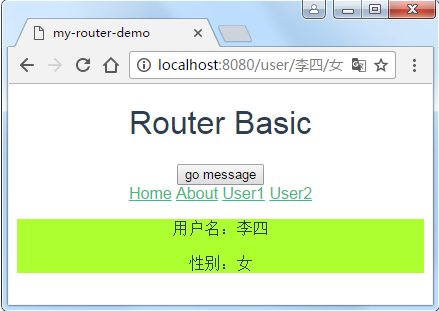 my-router-demo
localhost:8080/user/李四/女
Router Basic
go message
Home About User1 User2
用户名：李四
性别：女